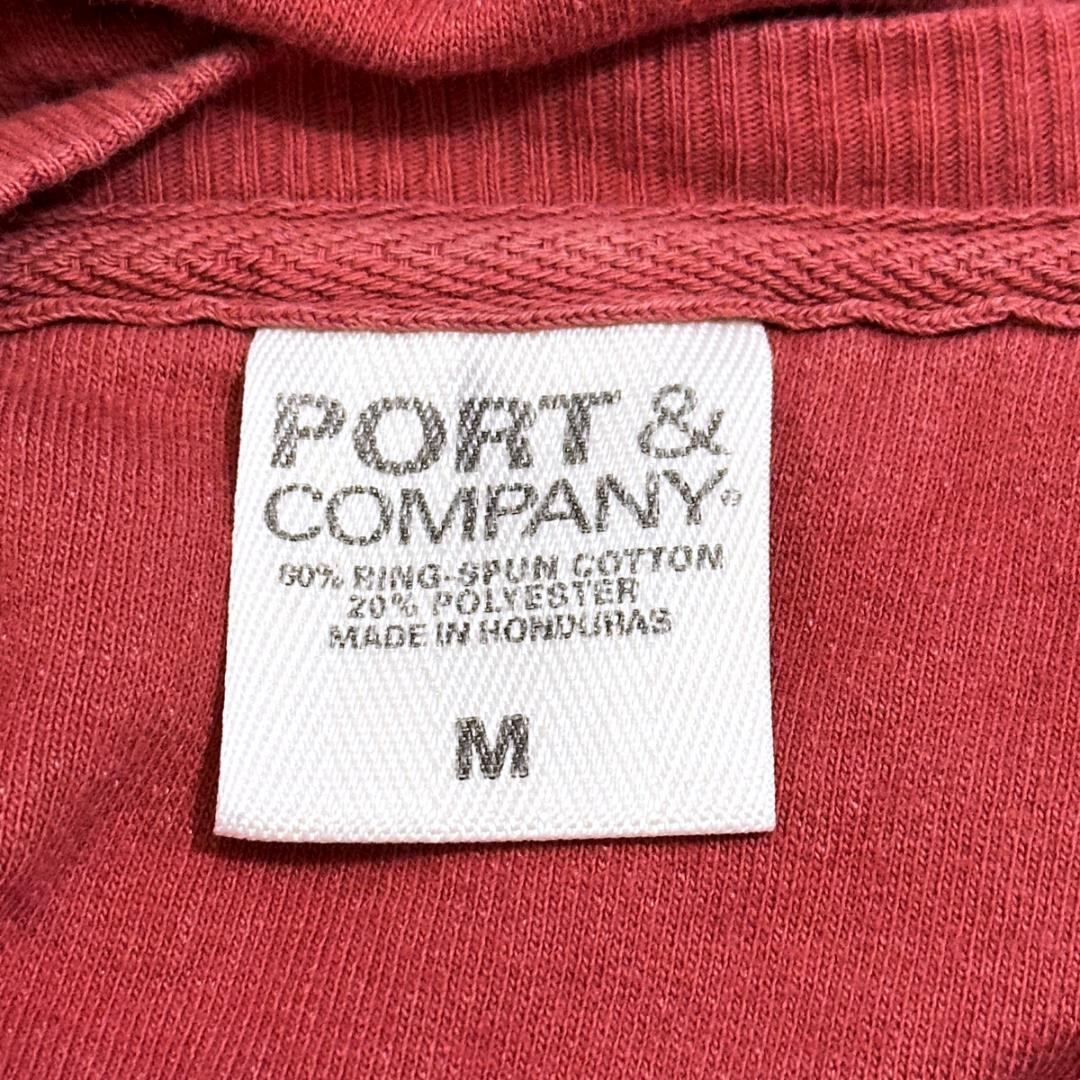 PORT &
COMPANY®
80% RING-SPUN COTTON
20% POLYESTER
MADE IN HONDURAS
M